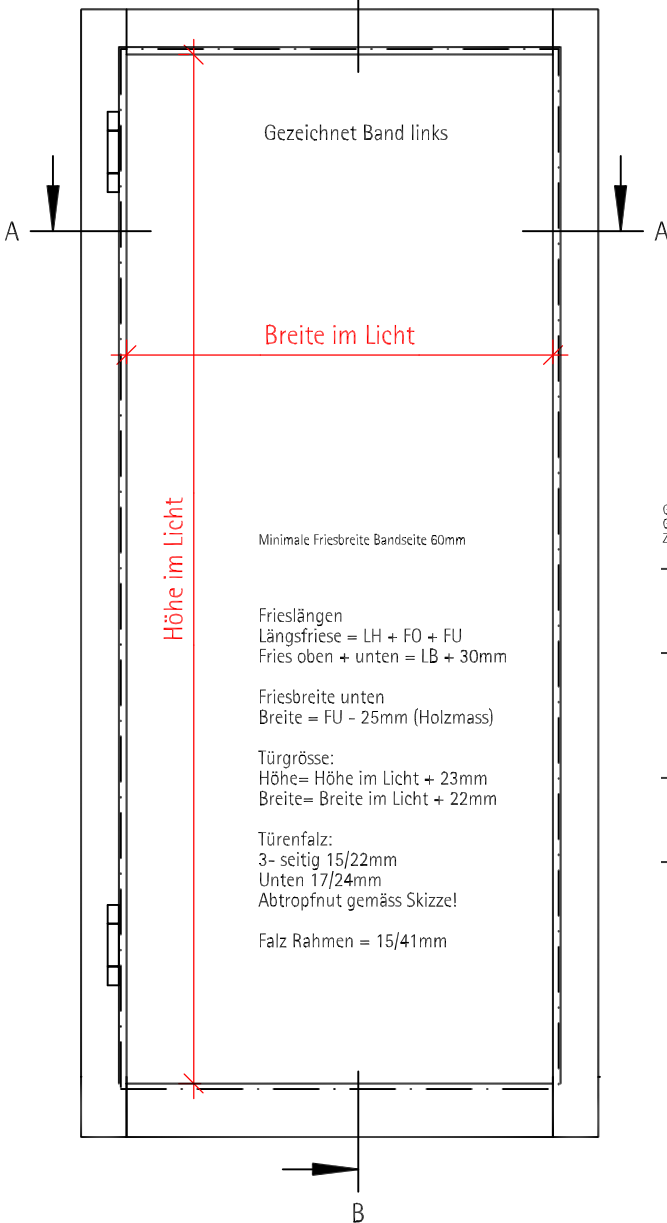 Gezeichnet Band links
A
A
Breite im Licht
Höhe im Licht
Minimale Friesbreite Bandseite 60mm
Frieslängen
Längsfriese = LH + FO + FU
Fries oben + unten = LB + 30mm
Friesbreite unten
Breite = FU - 25mm (Holzmass)
Türgrösse:
Höhe= Höhe im Licht + 23mm
Breite= Breite im Licht + 22mm
Türenfalz:
3- seitig 15/22mm
Unten 17/24mm
Abtropfnut gemäss Skizze!
Falz Rahmen = 15/41mm
B